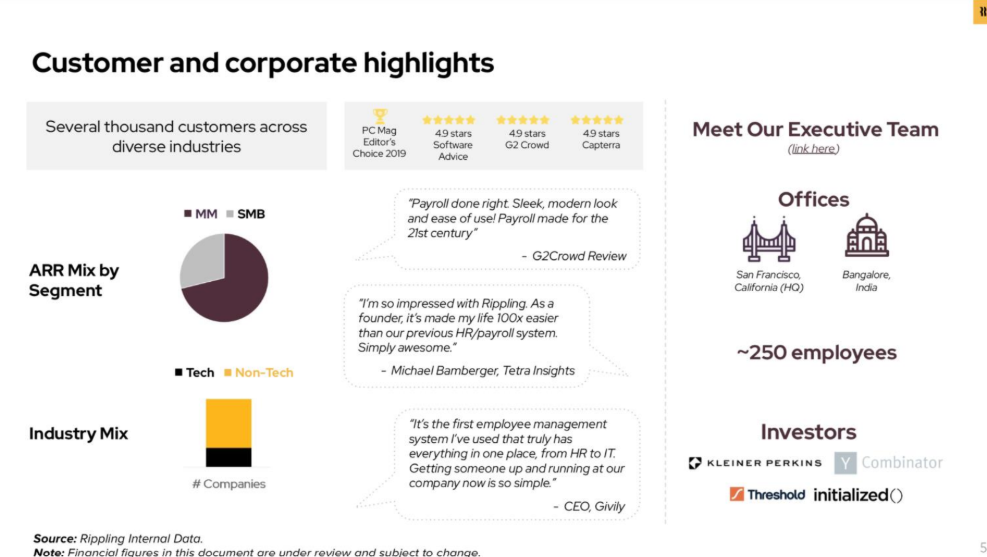 Customer and corporate highlights
Several thousand customers across
diverse industries
PC Mag
Editor's
Choice 2019
4.9 stars
Software
Advice
4.9 stars
G2 Crowd
4.9 stars
Capterra
MM SMB
ARR Mix by
Segment
Tech Non-Tech
Industry Mix
# Companies
"Payroll done right. Sleek, modern look
and ease of use! Payroll made for the
21st century"
- G2Crowd Review
"I'm so impressed with Rippling. As a
founder, it's made my life 100x easier
than our previous HR/payroll system.
Simply awesome."
- Michael Bamberger, Tetra Insights
"It's the first employee management
system I've used that truly has
everything in one place, from HR to IT.
Getting someone up and running at our
company now is so simple."
- CEO, Givily
Meet Our Executive Team
(link here)
Offices
San Francisco,
California (HQ)
Bangalore,
India
~250 employees
Investors
KLEINER PERKINS
Y Combinator
Threshold
initialized()
Source: Rippling Internal Data.
Note: Financial figures in this document are under review and subject to change.
5